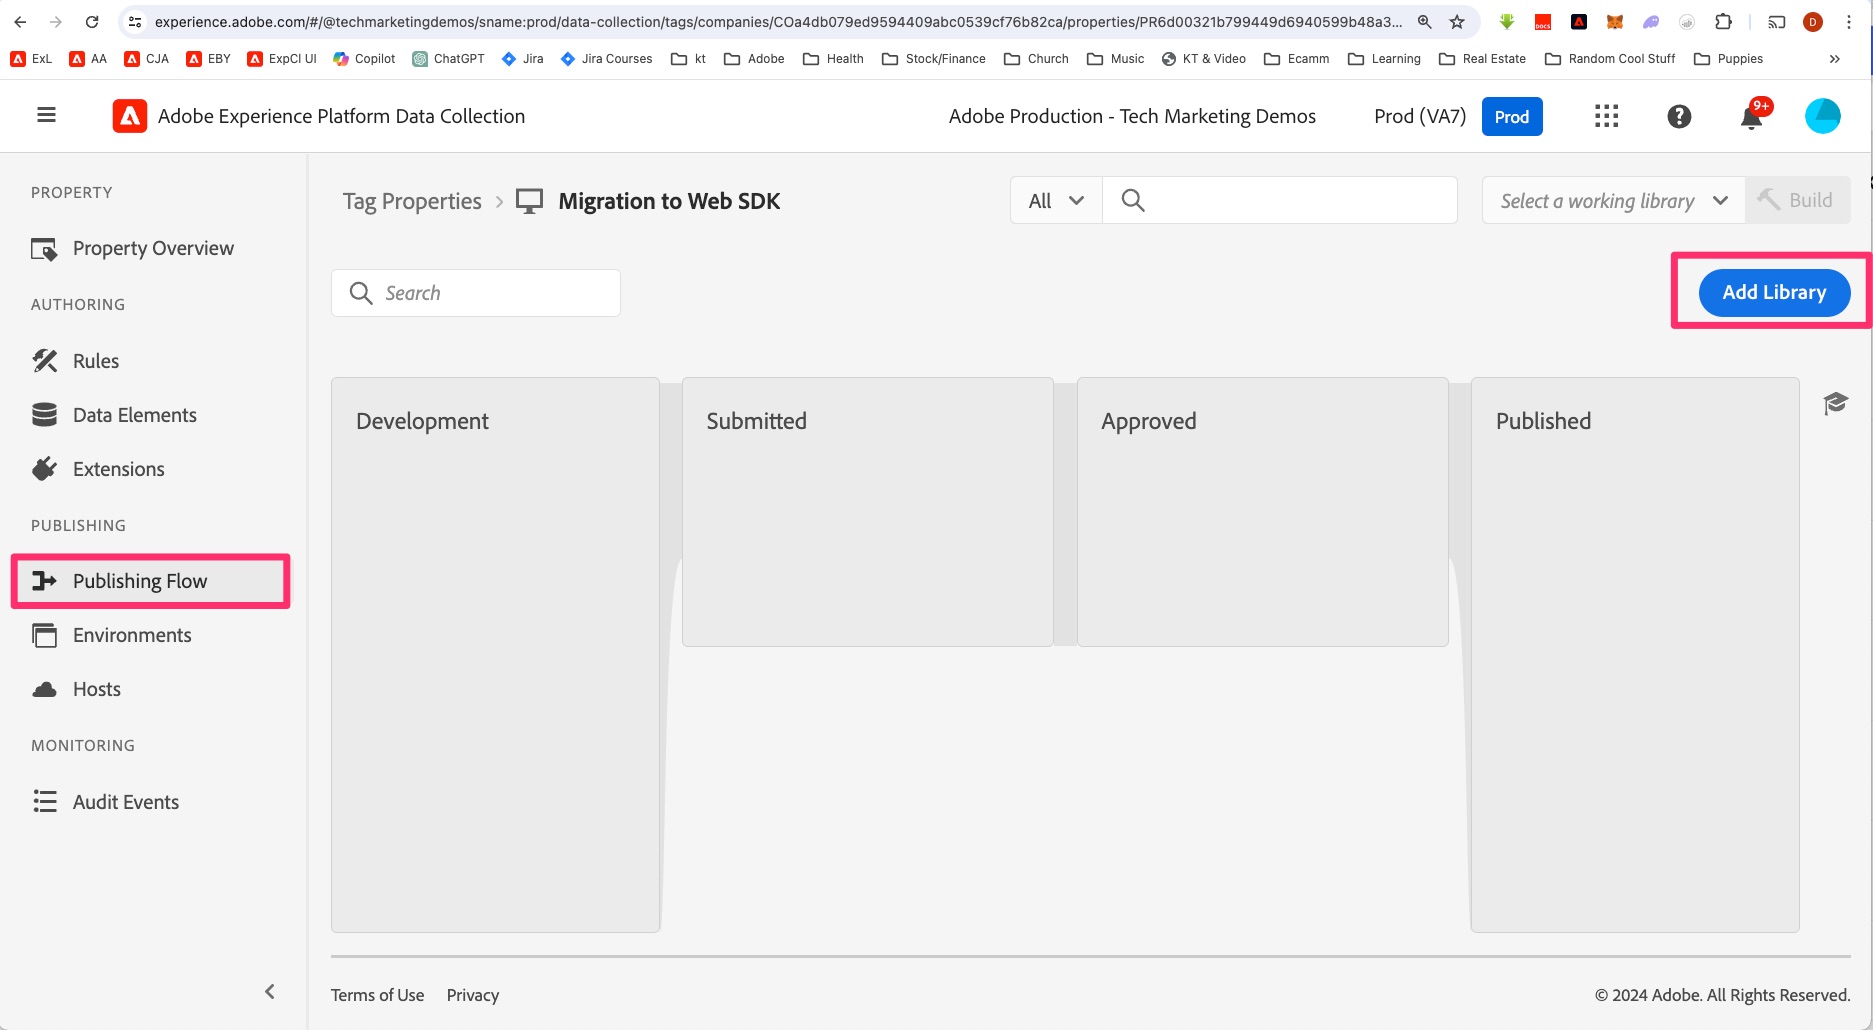 experience.adobe.com/#/@techmarketingdemos/sname:prod/data-collection/tags/companies/COa4db079ed9594409abc0539cf76b82ca/properties/PR6d00321b799449d6940599b48a3...
DOCS
D
ExL AA CJA EBY ExpCl UI Copilot ChatGPT Jira Jira Courses kt Adobe Health Stock/Finance Church Music KT & Video Ecamm Learning Real Estate Random Cool Stuff Puppies
Adobe Experience Platform Data Collection
Adobe Production - Tech Marketing Demos
Prod (VA7)
Prod
9+
PROPERTY
Property Overview
AUTHORING
Rules
Data Elements
Extensions
PUBLISHING
Publishing Flow
Environments
Hosts
MONITORING
Audit Events
Tag Properties > Migration to Web SDK
All
Select a working library
Build
Search
Add Library
Development
Submitted
Approved
Published
Terms of Use Privacy
© 2024 Adobe. All Rights Reserved.